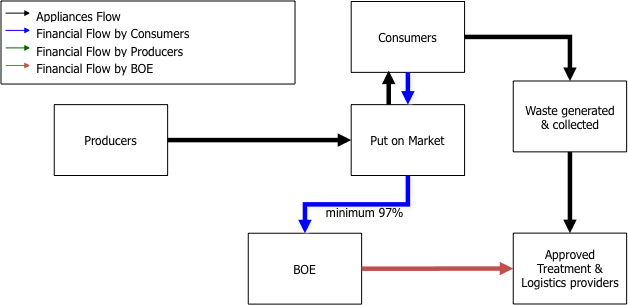 Appliances Flow
Financial Flow by Consumers
Financial Flow by Producers
Financial Flow by BOE
Consumers
Waste generated
& collected
Producers
Put on Market
minimum 97%
BOE
Approved
Treatment &
Logistics providers